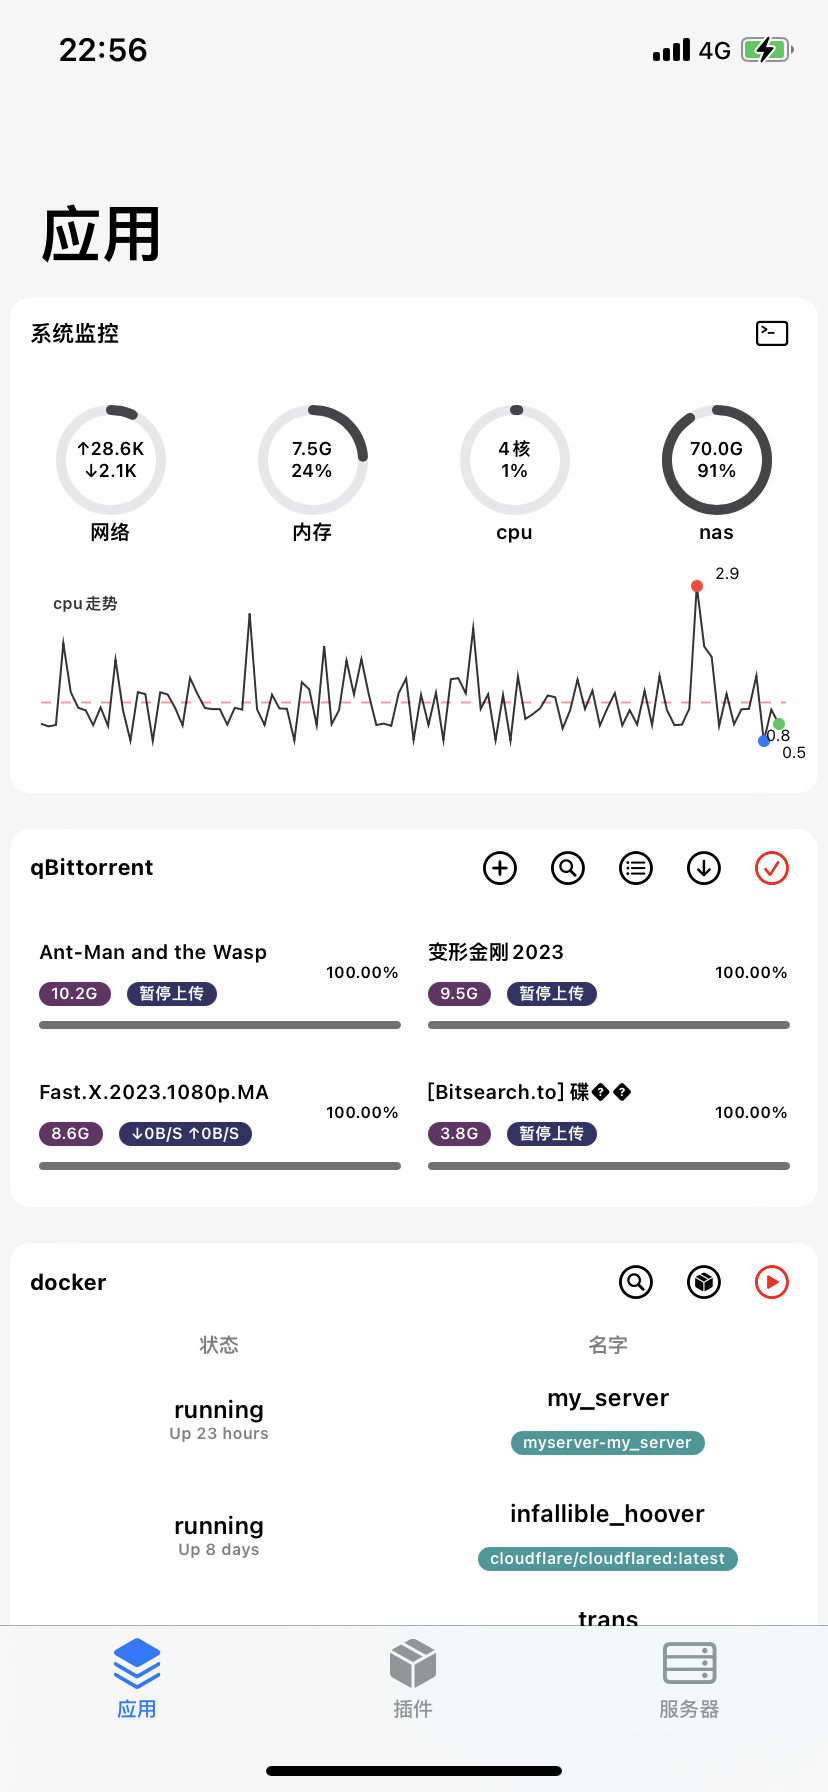 22:56
4G
应用
系统监控
↑28.6K
↓2.1K
网络
7.5G
24%
内存
4核
1%
cpu
70.0G
91%
nas
cpu走势
2.9
0.8
0.5
qBittorrent
Ant-Man and the Wasp
100.00%
10.2G 暂停上传
变形金刚2023
100.00%
9.5G 暂停上传
Fast.X.2023.1080p.MA
100.00%
8.6G ↓0B/S ↑0B/S
[Bitsearch.to] 碟��
100.00%
3.8G 暂停上传
docker
状态 名字
running
Up 23 hours
my_server
myserver-my_server
running
Up 8 days
infallible_hoover
cloudflare/cloudflared:latest
trans
应用 插件 服务器